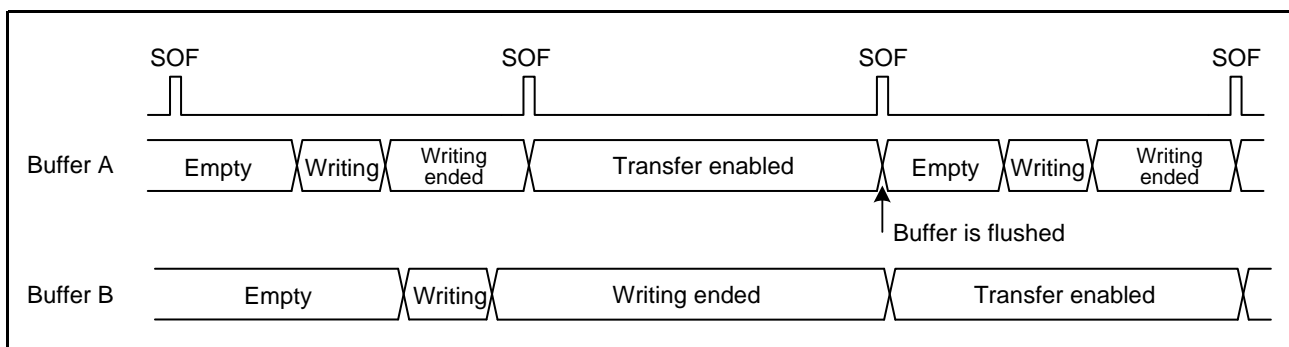 SOF SOF SOF SOF
Buffer A Empty Writing Writing ended Transfer enabled Empty Writing Writing ended
Buffer is flushed
Buffer B Empty Writing Writing ended Transfer enabled